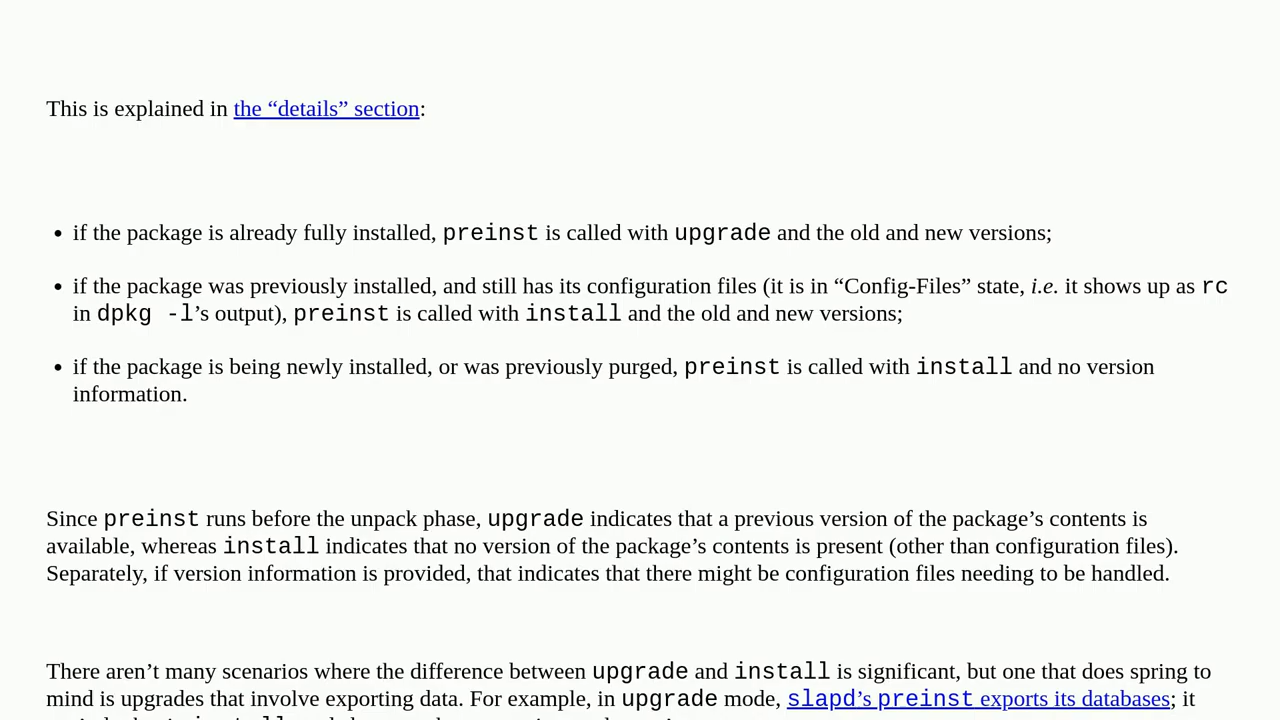 This is explained in the “details” section:
• if the package is already fully installed, preinst is called with upgrade and the old and new versions;
• if the package was previously installed, and still has its configuration files (it is in “Config-Files” state, i.e. it shows up as rc
in dpkg -l’s output), preinst is called with install and the old and new versions;
• if the package is being newly installed, or was previously purged, preinst is called with install and no version
information.
Since preinst runs before the unpack phase, upgrade indicates that a previous version of the package’s contents is
available, whereas install indicates that no version of the package’s contents is present (other than configuration files).
Separately, if version information is provided, that indicates that there might be configuration files needing to be handled.
There aren’t many scenarios where the difference between upgrade and install is significant, but one that does spring to
mind is upgrades that involve exporting data. For example, in upgrade mode, slapd’s preinst exports its databases; it